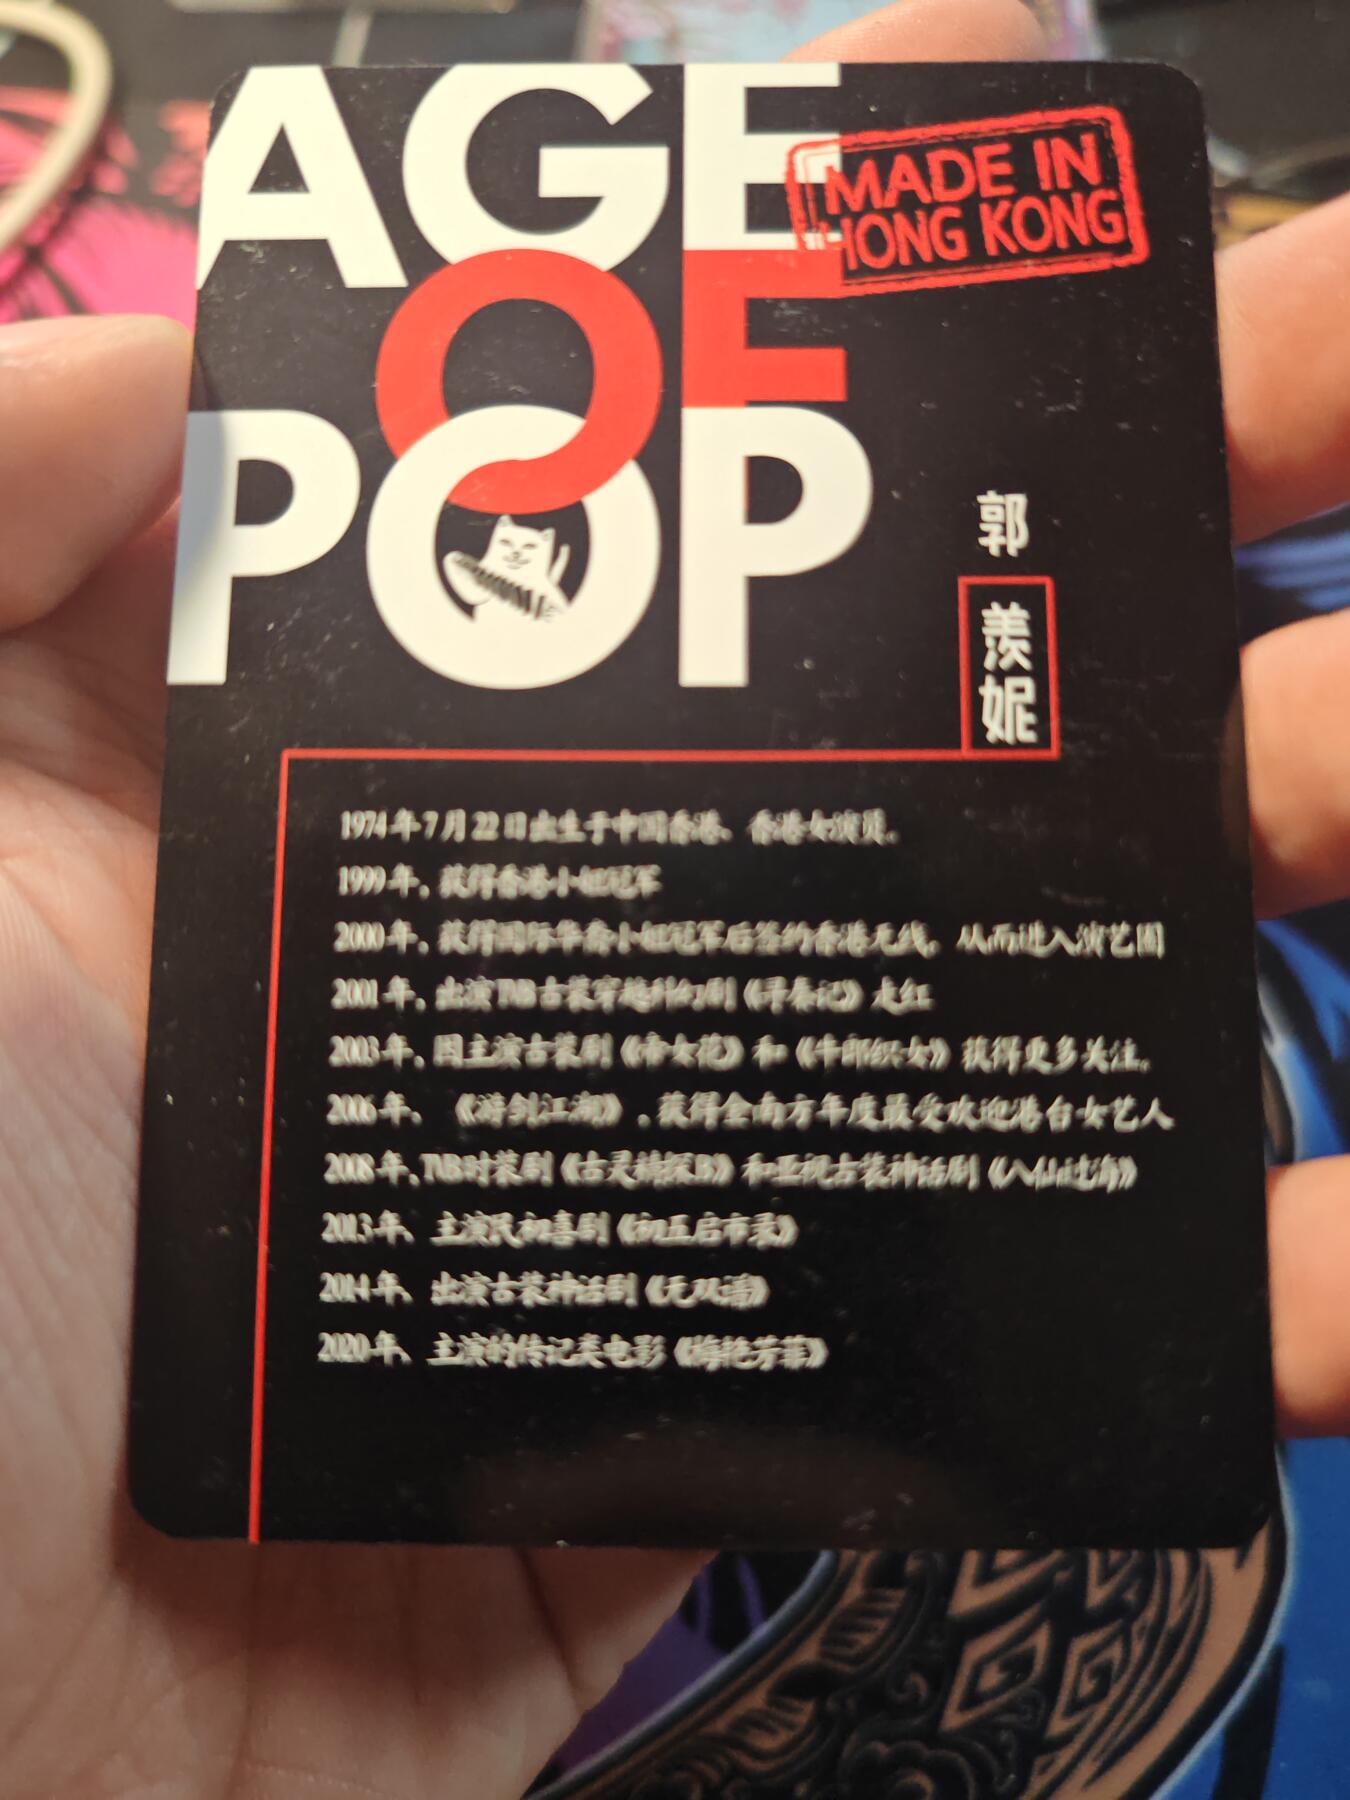 AGE
OF
POP
MADE IN
HONG KONG
郭
羡妮
1974年7月22日出生于中国香港、香港女演员。
1999年, 获得香港小姐冠军
2000年, 获得国际华裔小姐冠军后签约香港无线, 从而进入演艺圈
2001年, 出演TVB古装穿越科幻剧《寻秦记》走红
2003年, 因主演古装剧《帝女花》和《牛郎织女》获得更多关注。
2006年, 《游剑江湖》, 获得全南方年度最受欢迎港台女艺人
2008年, TVB时装剧《古灵精探B》和亚视古装神话剧《八仙过海》
2013年、主演民初喜剧《初五启市录》
2014年、出演古装神话剧《无双谱》
2020年、主演的传记类电影《梅艳芳菲》